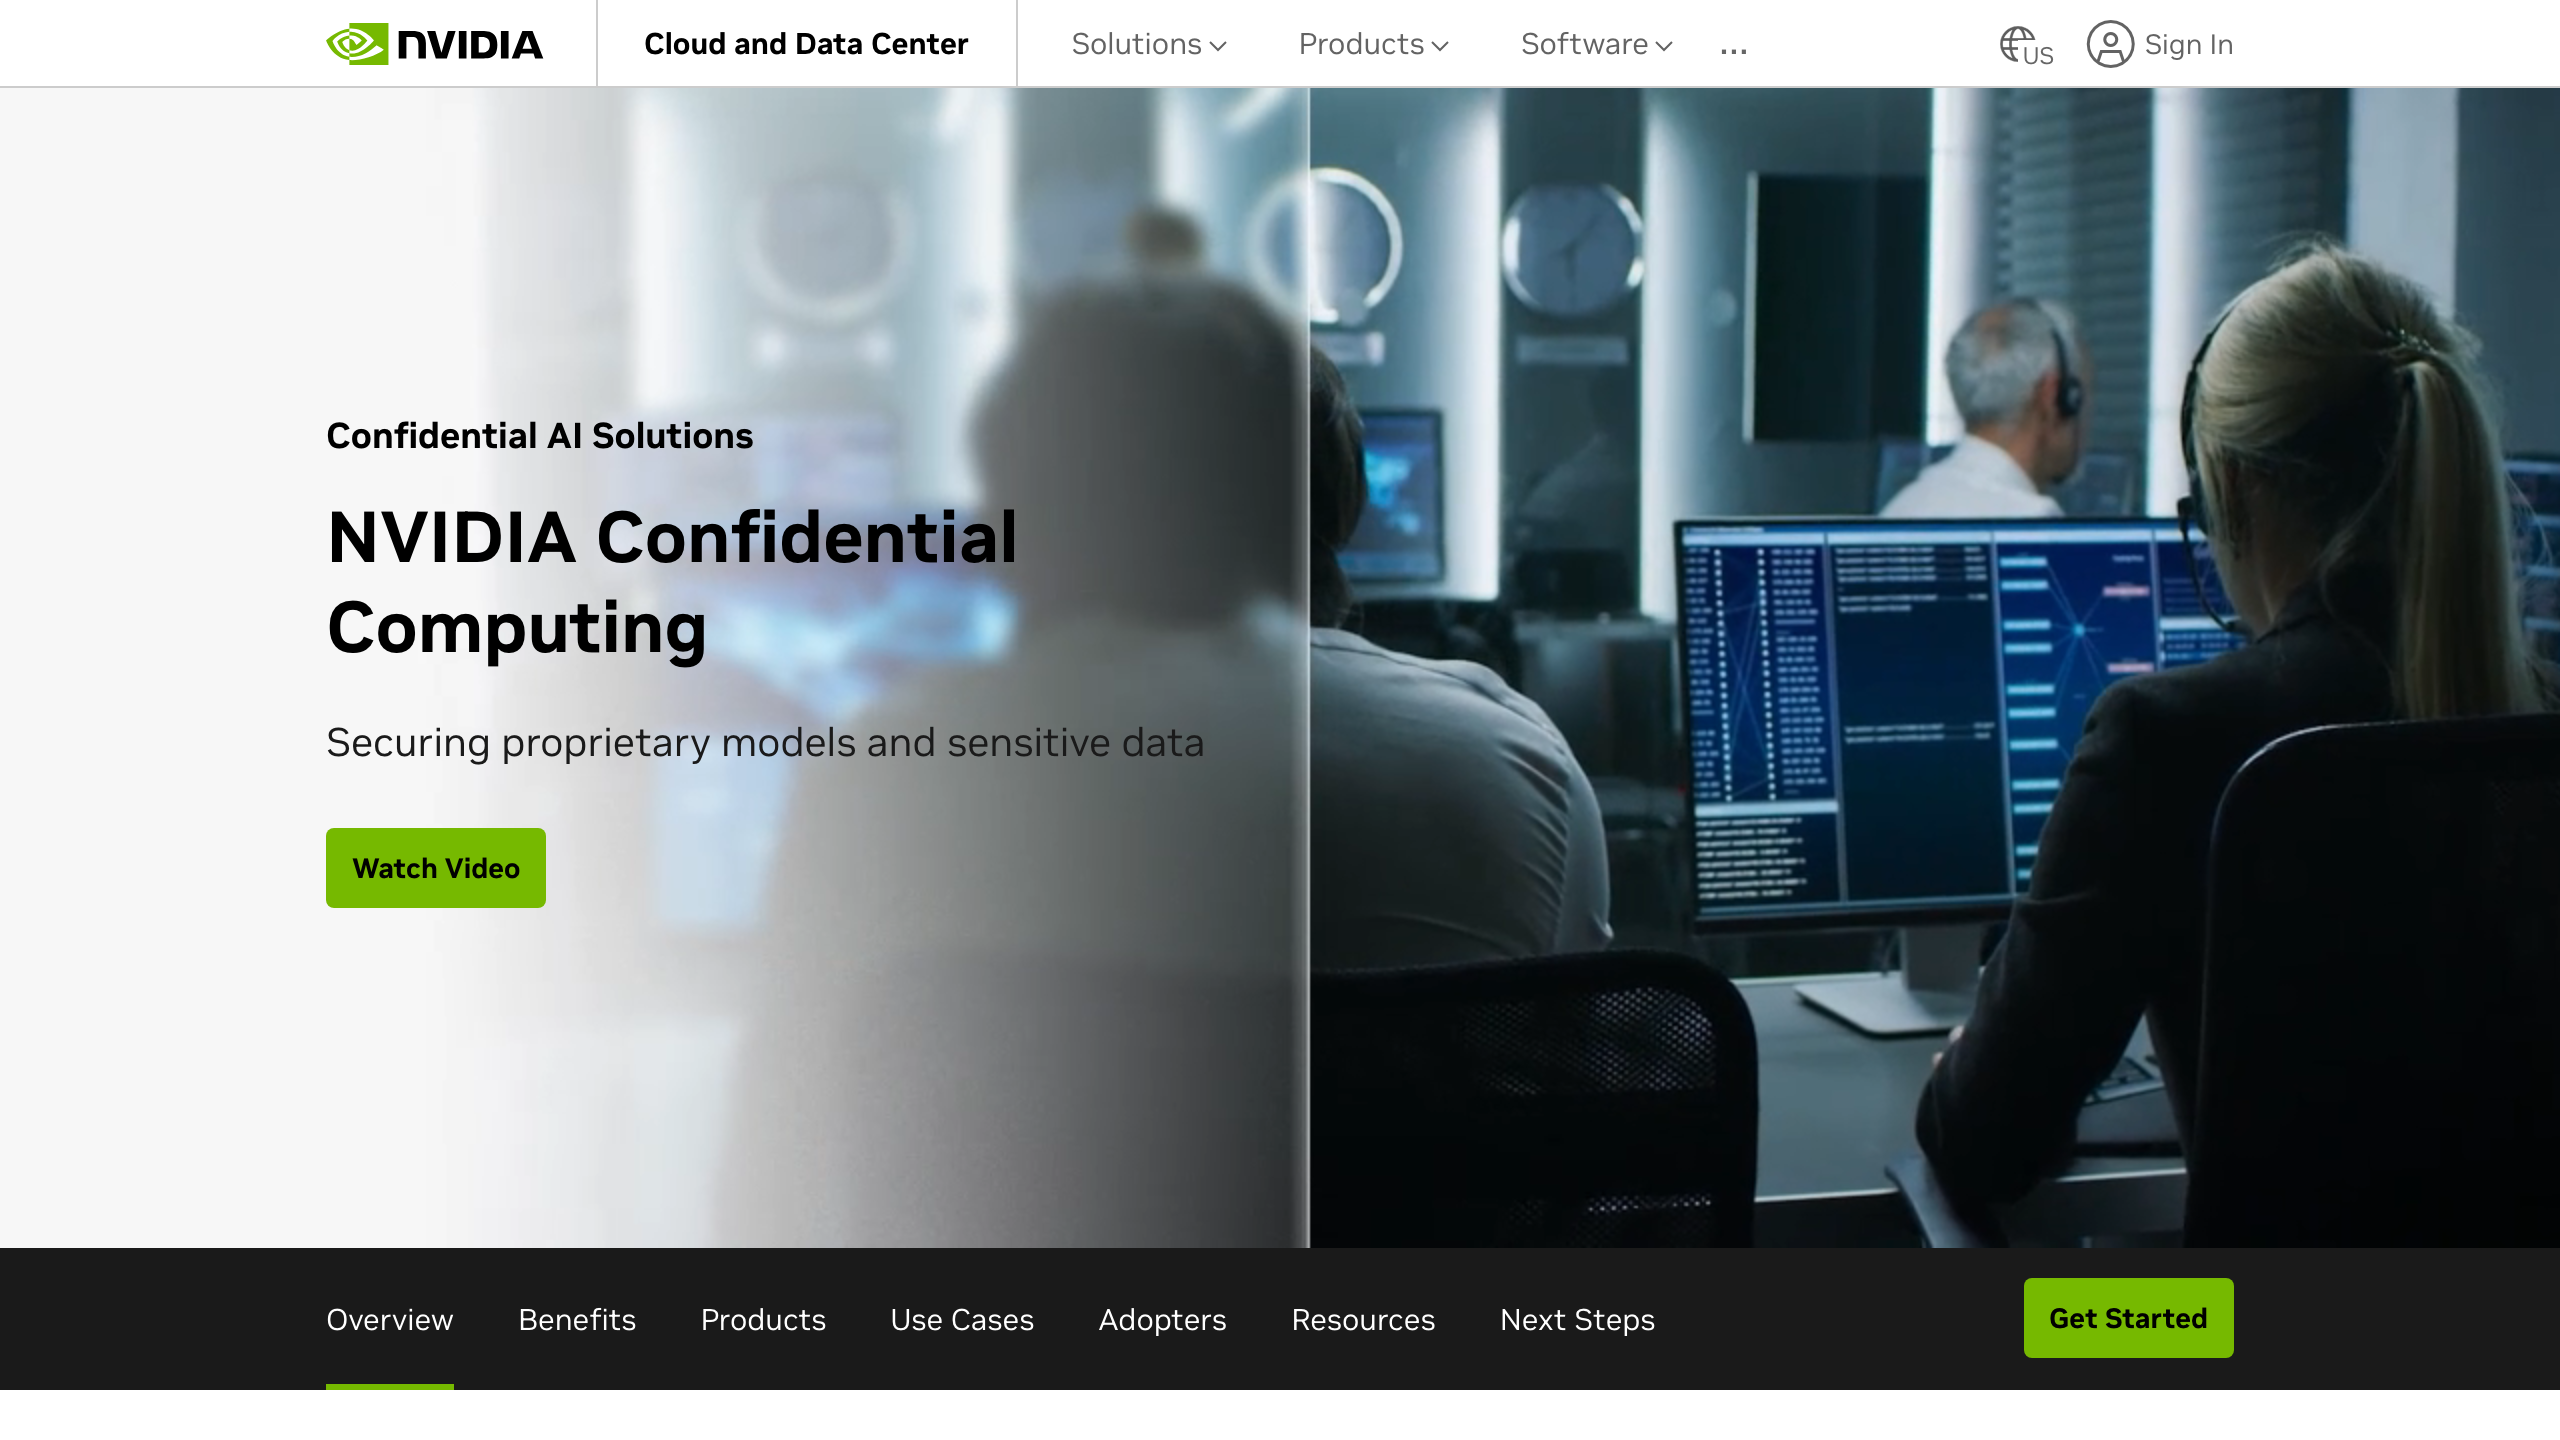 NVIDIA
Cloud and Data Center
Solutions
Products
Software
...
US
Sign In
Confidential AI Solutions
NVIDIA Confidential
Computing
Securing proprietary models and sensitive data
Watch Video
Overview
Benefits
Products
Use Cases
Adopters
Resources
Next Steps
Get Started